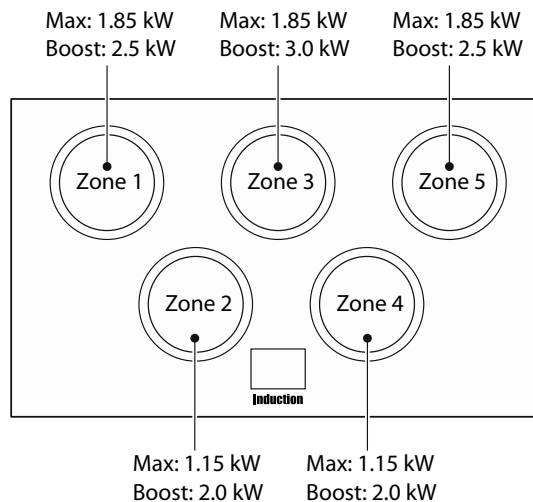 Max: 1.85 kW
Boost: 2.5 kW
Max: 1.85 kW
Boost: 3.0 kW
Max: 1.85 kW
Boost: 2.5 kW
Zone 1
Zone 3
Zone 5
Zone 2
Zone 4
Induction
Max: 1.15 kW
Boost: 2.0 kW
Max: 1.15 kW
Boost: 2.0 kW